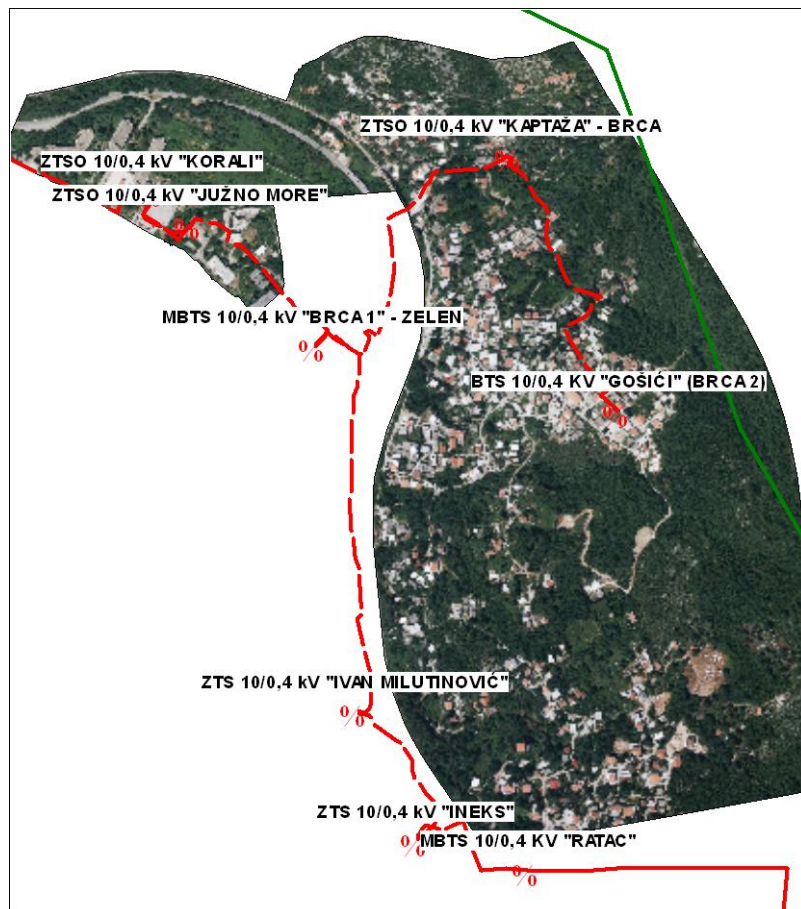 ZTSO 10/0,4 kV "KAPTAŽA" - BRCA
ZTSO 10/0,4 kV "KORALI"
ZTSO 10/0,4 kV "JUŽNO MORE"
MBTS 10/0,4 kV "BRCA 1" - ZELEN
BTS 10/0,4 KV "GOŠIĆI" (BRCA 2)
ZTS 10/0,4 kV "IVAN MILUTINOVIĆ"
ZTS 10/0,4 kV "INEKS"
MBTS 10/0,4 KV "RATAC"